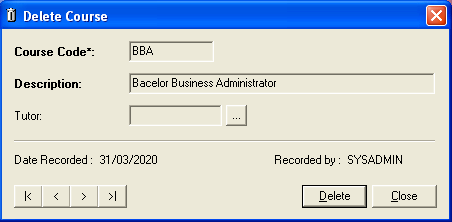 Delete Course
Course Code*: BBA
Description: Bacelor Business Administrator
Tutor: ...
Date Recorded : 31/03/2020 Recorded by : SYSADMIN
|< < > >| Delete Close